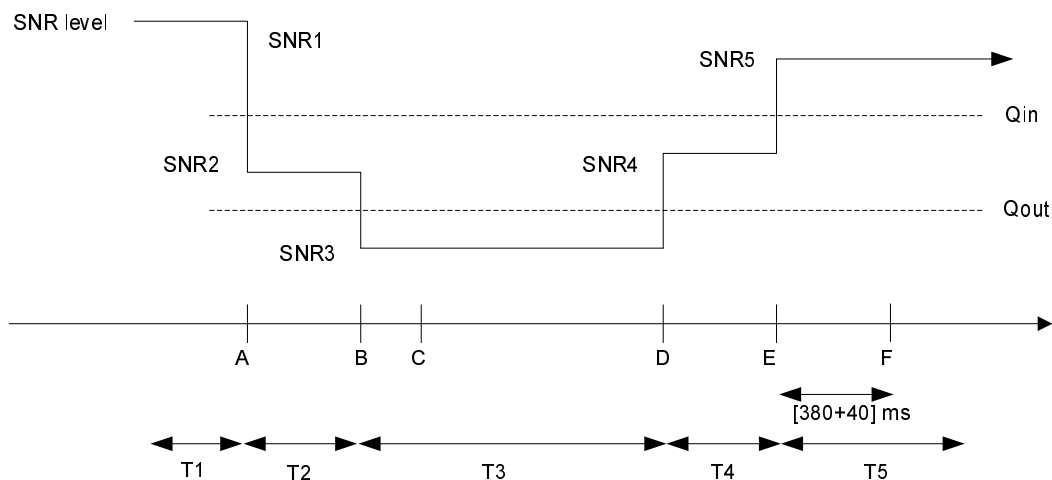 SNR level
SNR1
SNR5
Qin
SNR2
SNR4
Qout
SNR3
A B C D E F
[380+40] ms
T1 T2 T3 T4 T5